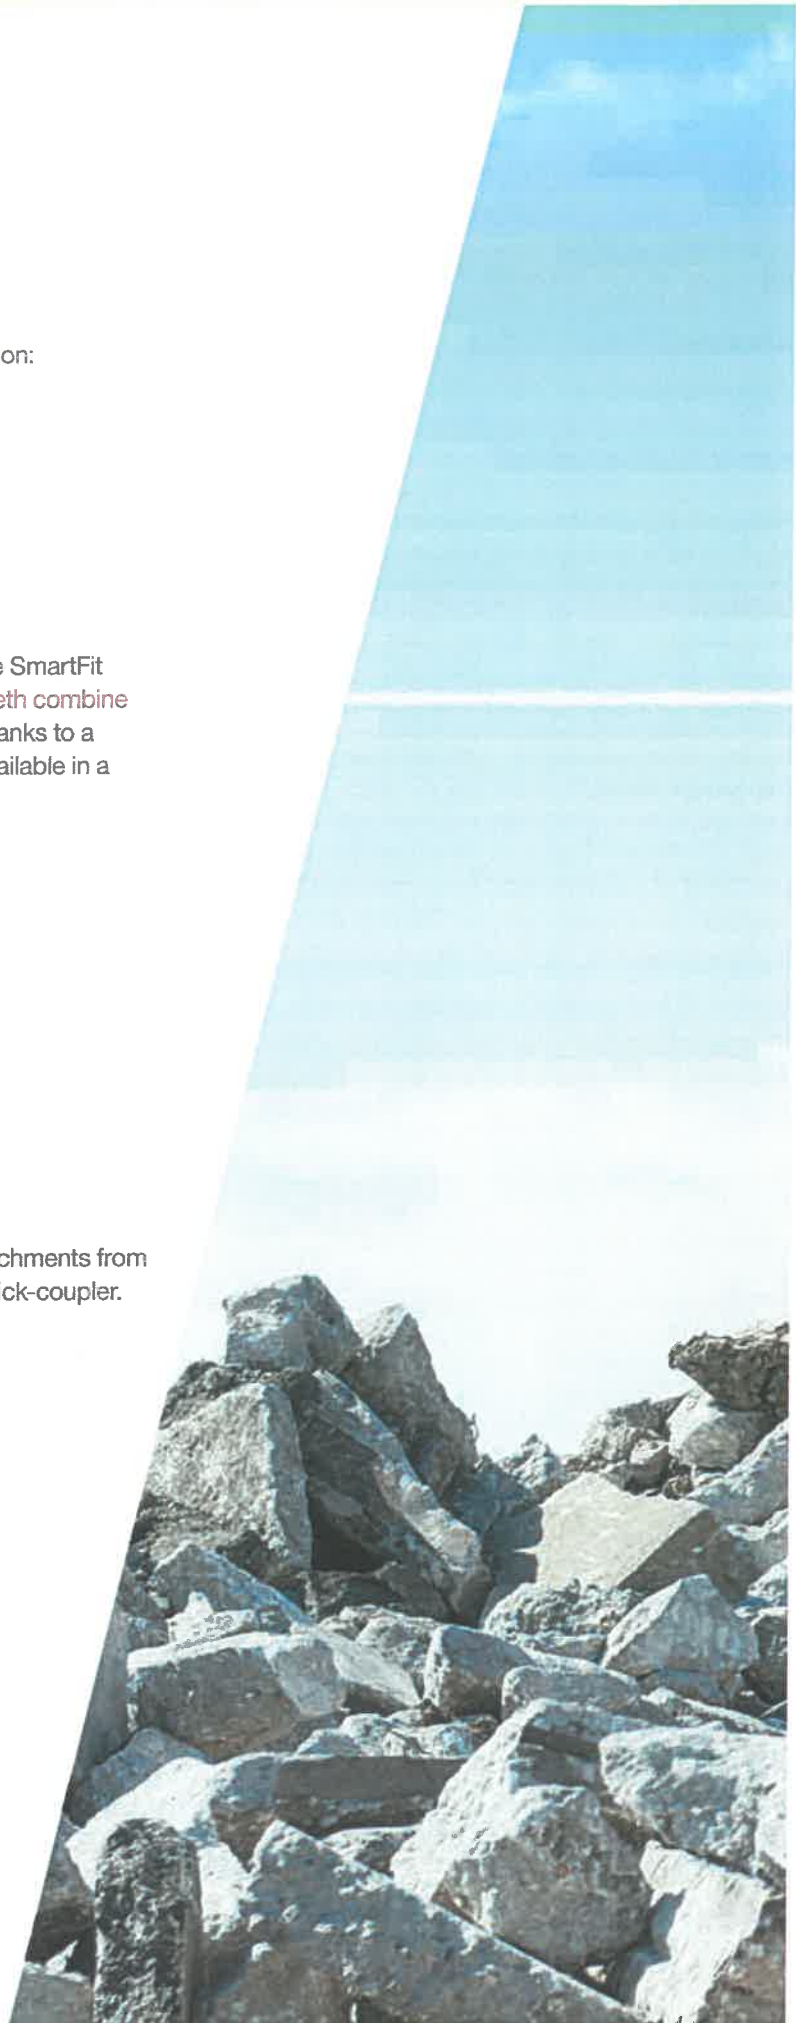 on:
e SmartFit
eth combine
anks to a
ailable in a
chments from
ick-coupler.